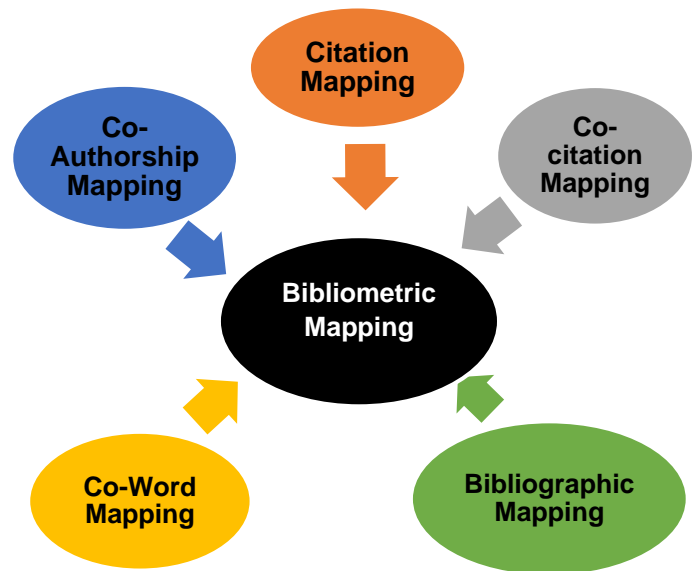 Citation
Mapping
Co-
Authorship
Mapping
Co-
citation
Mapping
Bibliometric
Mapping
Co-Word
Mapping
Bibliographic
Mapping